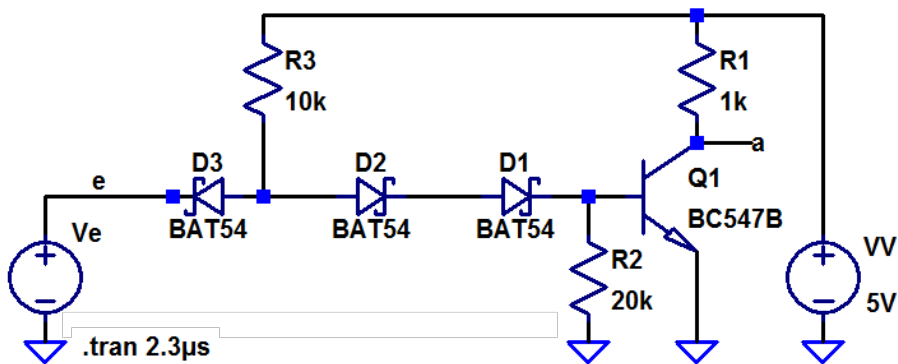 R3
10k
R1
1k
D3
D2
D1
a
e
Q1
BAT54
BAT54
BAT54
BC547B
Ve
R2
20k
VV
5V
.tran 2.3µs